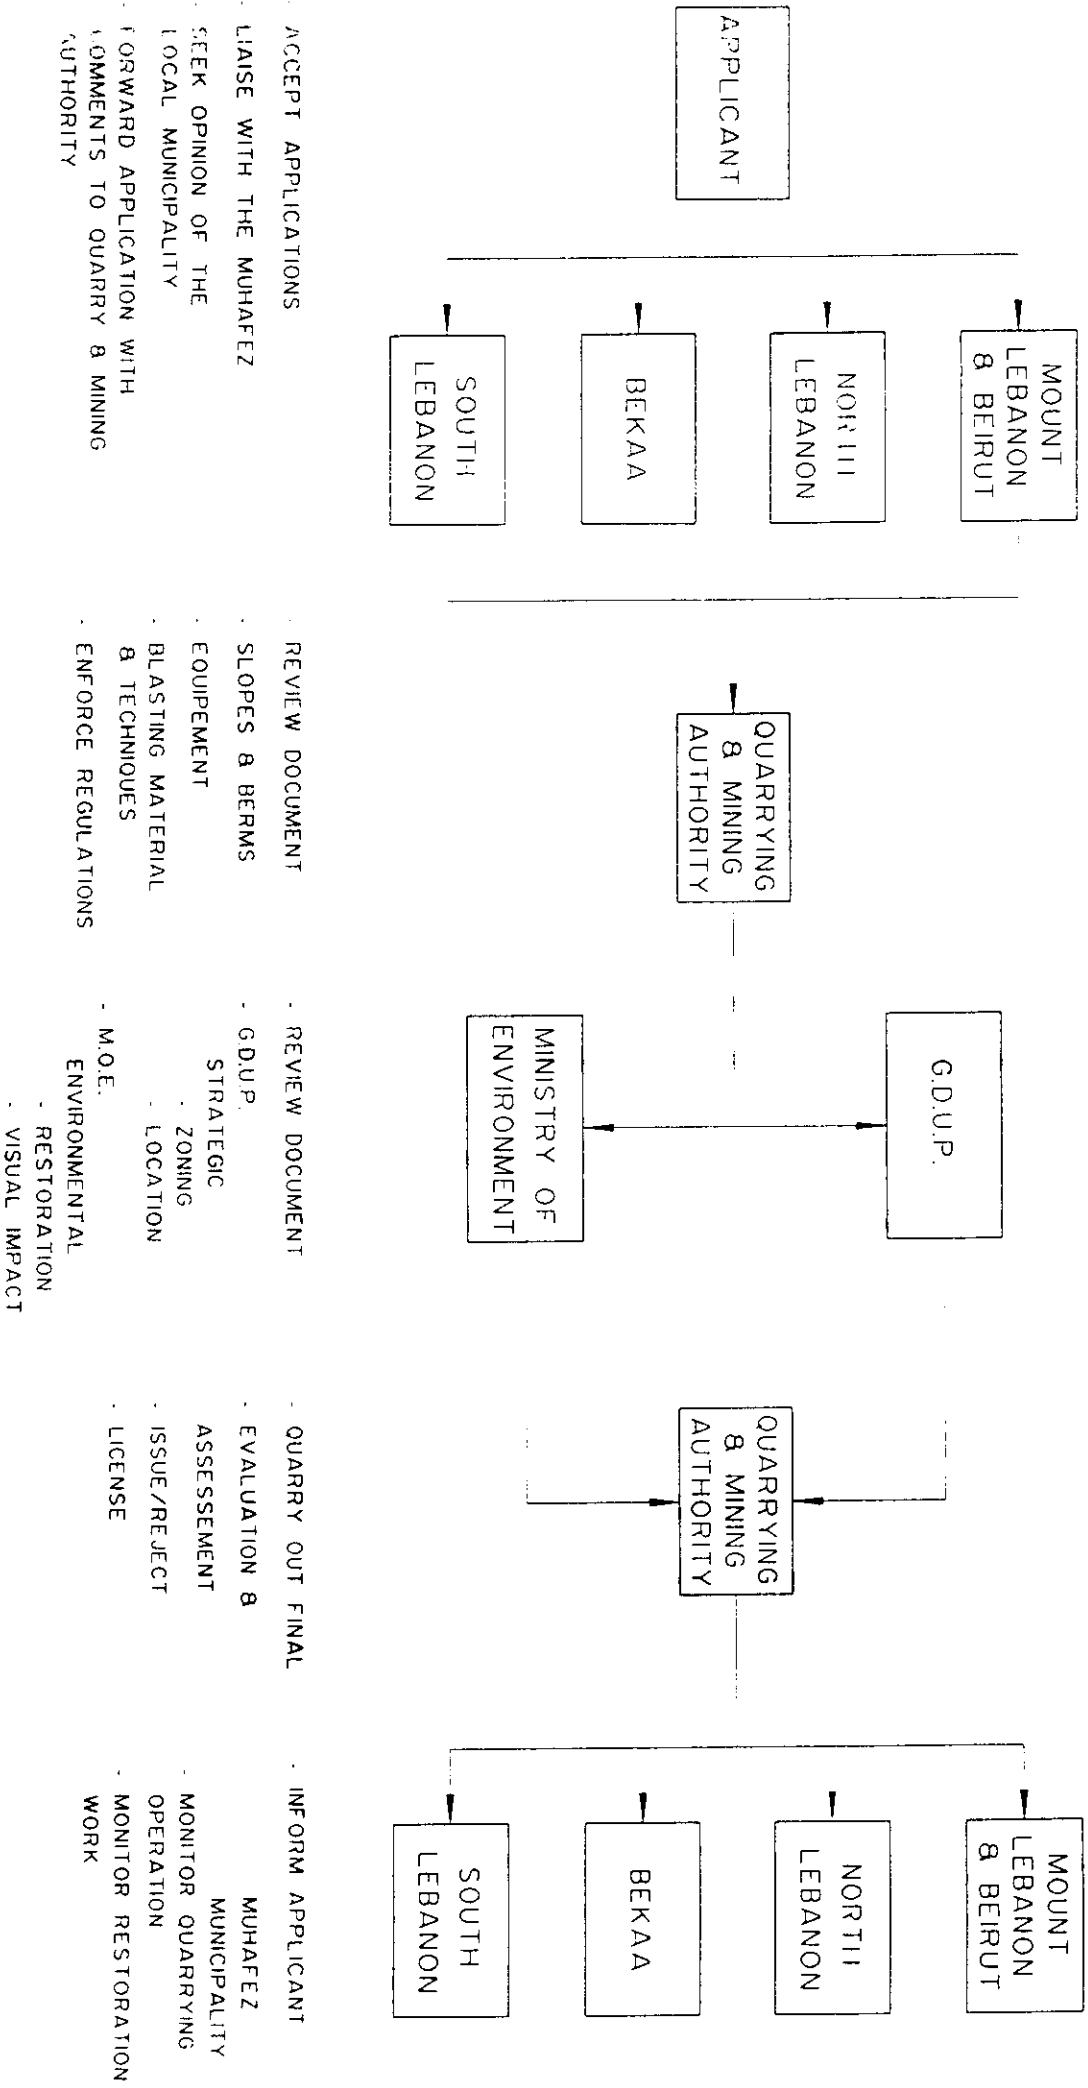 APPLICANT
MOUNT
LEBANON
& BEIRUT
NORTH
LEBANON
BEKAA
SOUTH
LEBANON
QUARRYING
& MINING
AUTHORITY
G.D.U.P.
MINISTRY OF
ENVIRONMENT
QUARRYING
& MINING
AUTHORITY
MOUNT
LEBANON
& BEIRUT
NORTH
LEBANON
BEKAA
SOUTH
LEBANON
· ACCEPT APPLICATIONS
· LIAISE WITH THE MUHAFEZ
· SEEK OPINION OF THE
LOCAL MUNICIPALITY
· FORWARD APPLICATION WITH
COMMENTS TO QUARRY & MINING
AUTHORITY
· REVIEW DOCUMENT
· SLOPES & BERMS
· EQUIPEMENT
· BLASTING MATERIAL
& TECHNIQUES
· ENFORCE REGULATIONS
· REVIEW DOCUMENT
· G.D.U.P.
STRATEGIC
· ZONING
· LOCATION
· M.O.E.
ENVIRONMENTAL
· RESTORATION
· VISUAL IMPACT
· QUARRY OUT FINAL
· EVALUATION &
ASSESSEMENT
· ISSUE/REJECT
· LICENSE
· INFORM APPLICANT
MUHAFEZ
MUNICIPALITY
· MONITOR QUARRYING
OPERATION
· MONITOR RESTORATION
WORK